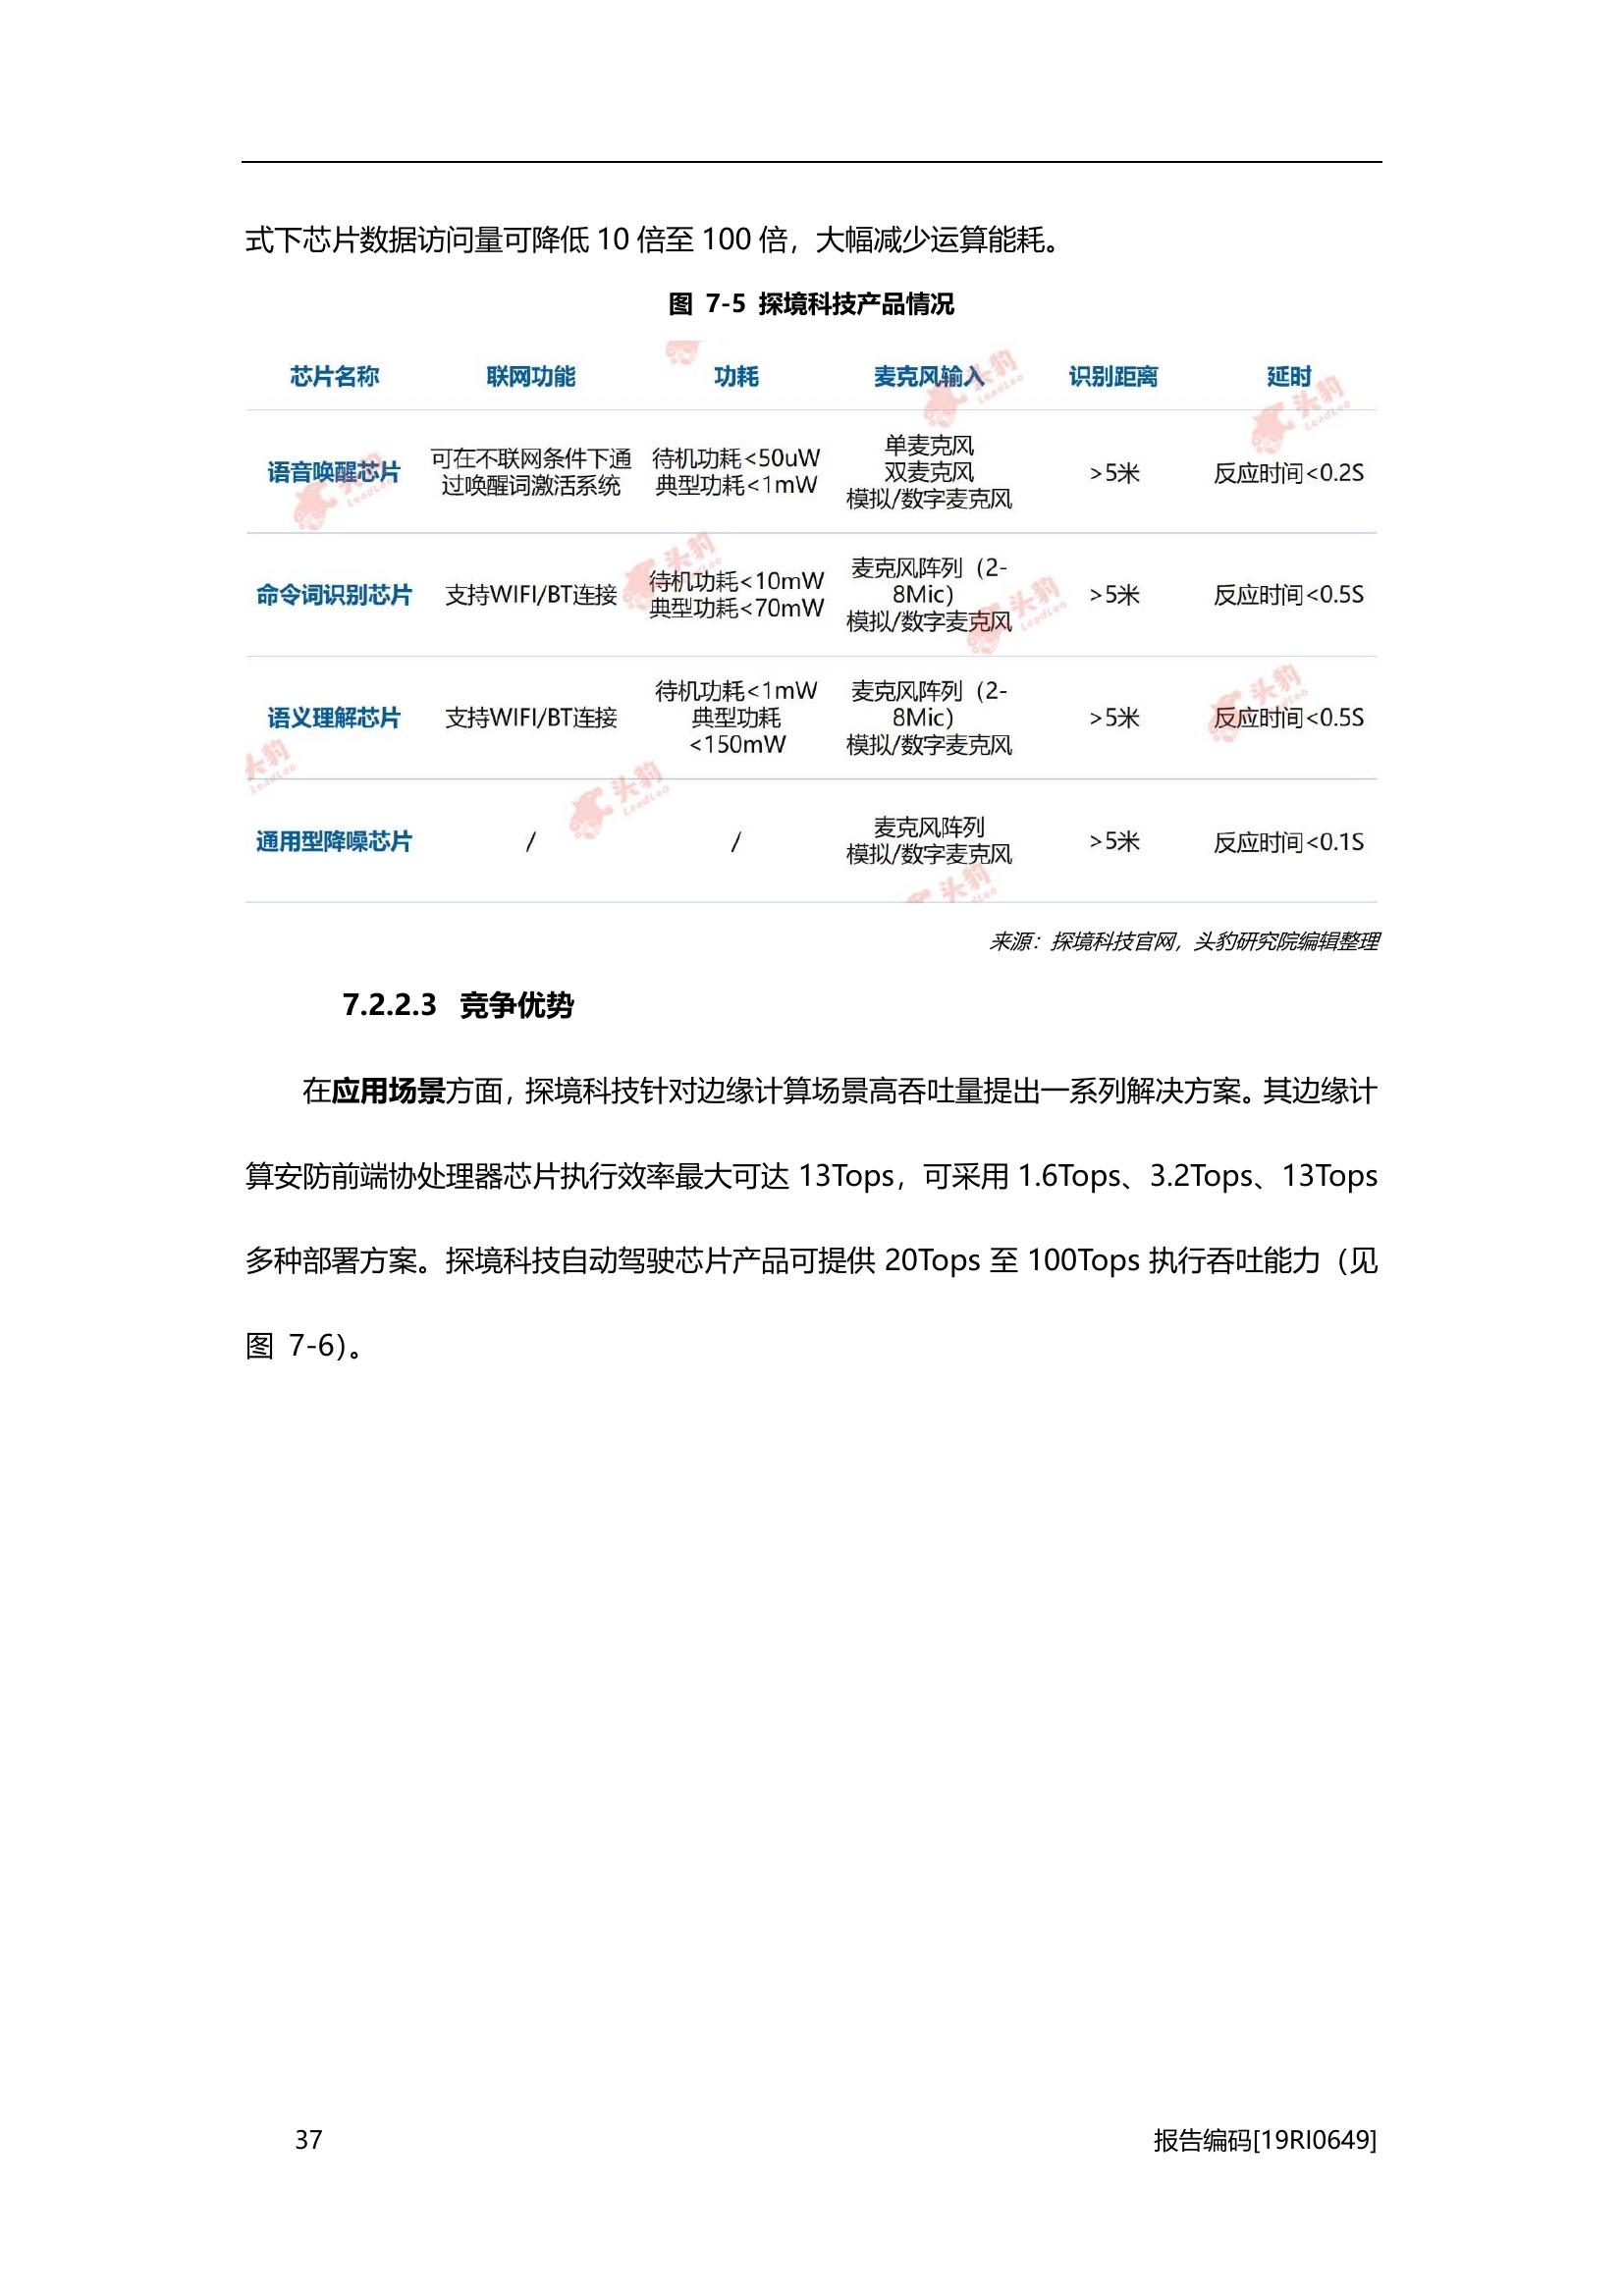 式下芯片数据访问量可降低 10 倍至 100 倍，大幅减少运算能耗。
图 7-5 探境科技产品情况
芯片名称 联网功能 功耗 麦克风输入 识别距离 延时
语音唤醒芯片
可在不联网条件下通
过唤醒词激活系统
待机功耗<50uW
典型功耗<1mW
单麦克风
双麦克风
模拟/数字麦克风
>5米
反应时间<0.2S
命令词识别芯片
支持WIFI/BT连接
待机功耗<10mW
典型功耗<70mW
麦克风阵列（2-
8Mic）
模拟/数字麦克风
>5米
反应时间<0.5S
语义理解芯片
支持WIFI/BT连接
待机功耗<1mW
典型功耗
<150mW
麦克风阵列（2-
8Mic）
模拟/数字麦克风
>5米
反应时间<0.5S
通用型降噪芯片
/
/
麦克风阵列
模拟/数字麦克风
>5米
反应时间<0.1S
头豹
LeadLeo
来源：探境科技官网，头豹研究院编辑整理
7.2.2.3 竞争优势
在应用场景方面，探境科技针对边缘计算场景高吞吐量提出一系列解决方案。其边缘计
算安防前端协处理器芯片执行效率最大可达 13Tops，可采用 1.6Tops、3.2Tops、13Tops
多种部署方案。探境科技自动驾驶芯片产品可提供 20Tops 至 100Tops 执行吞吐能力（见
图 7-6）。
37 报告编码[19RI0649]